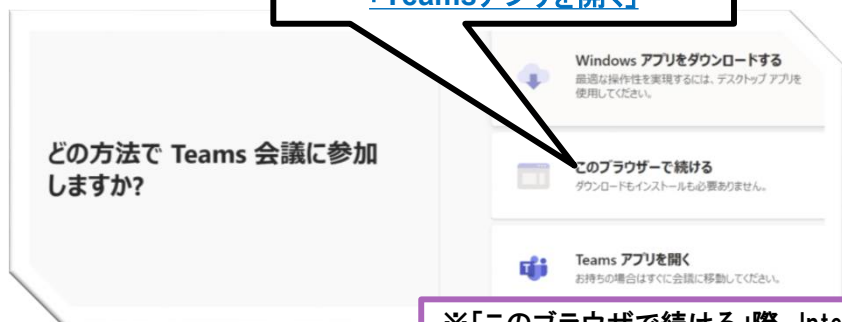 ・Teamsアプリを開く」
Windows アプリをダウンロードする
最適な操作性を実現するには、デスクトップ アプリを
使用してください。
どの方法で Teams 会議に参加
しますか?
このブラウザーで続ける
ダウンロードもインストールも必要ありません。
Teams アプリを開く
お持ちの場合はすぐに会議に移動してください。
※「このブラウザで続ける」際、Inte